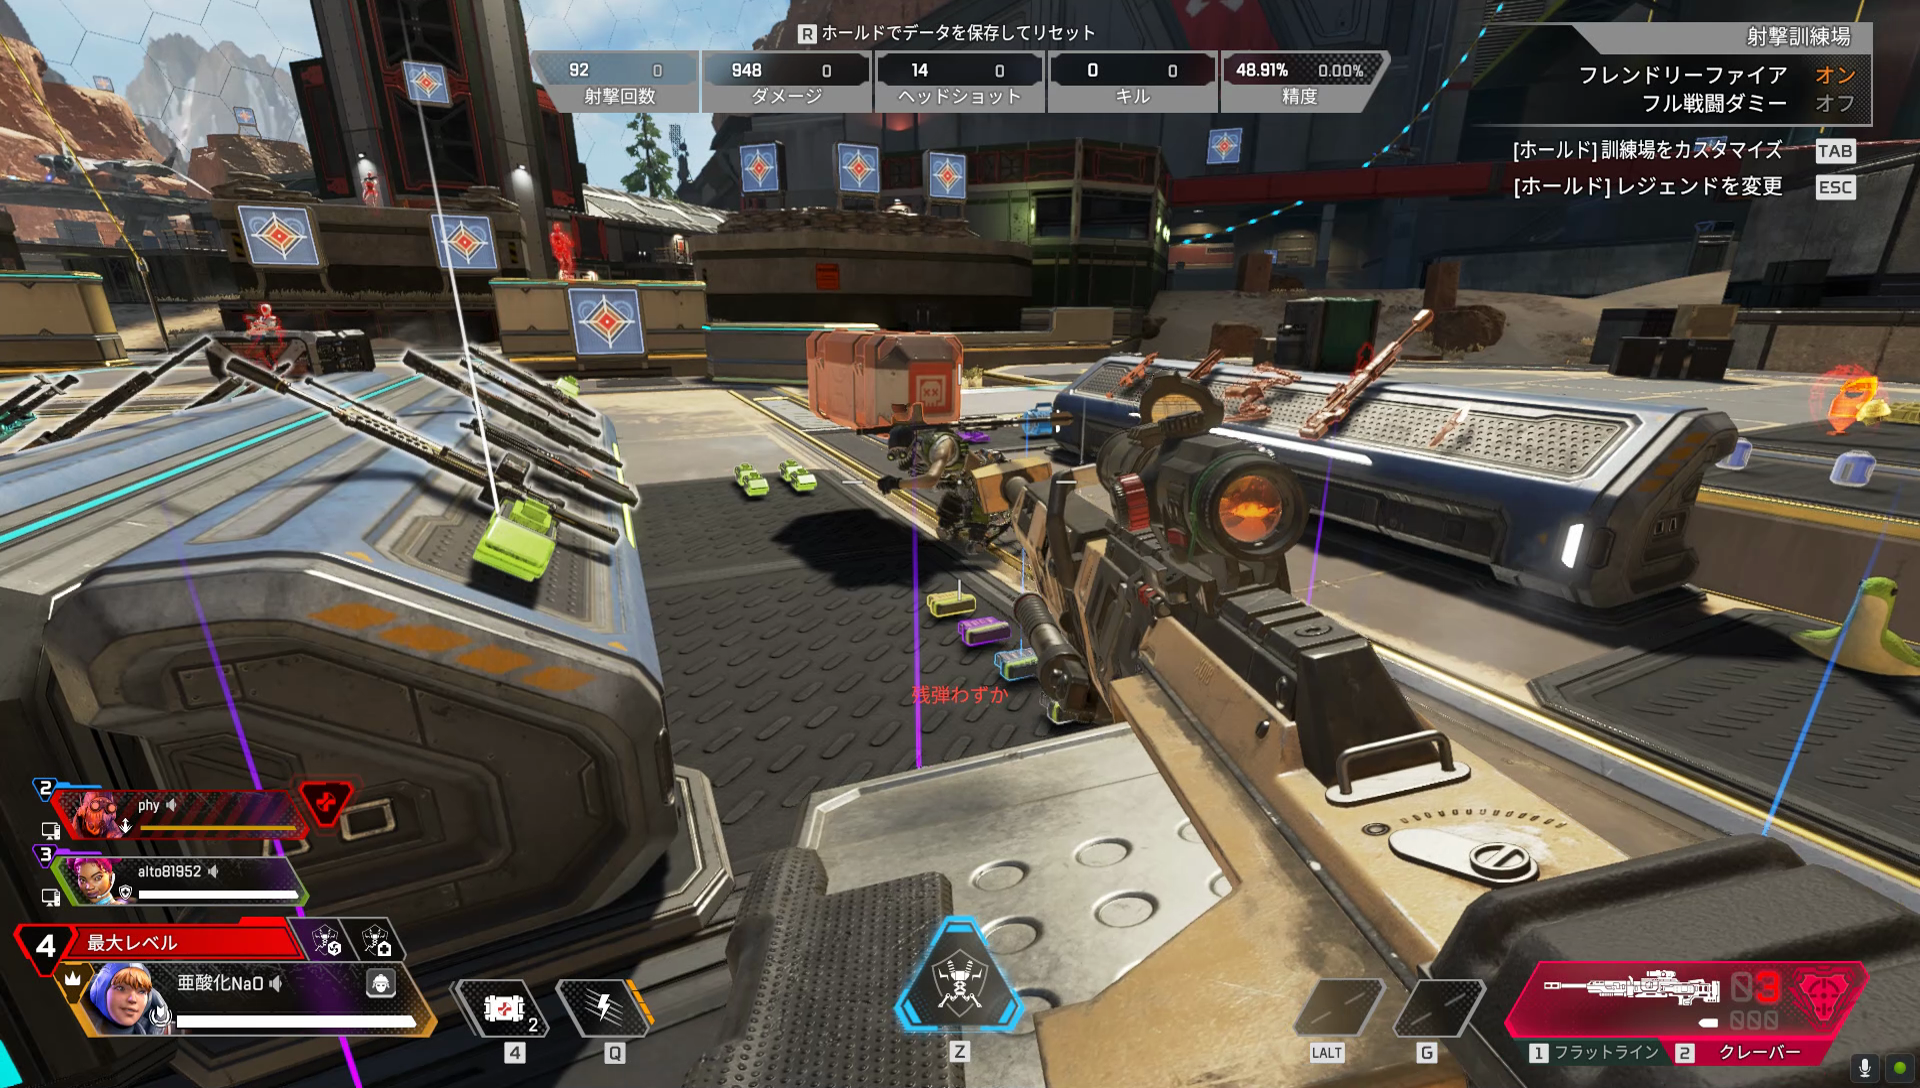 R ホールドでデータを保存してリセット
92 0
射撃回数
948 0
ダメージ
14 0
ヘッドショット
0 0
キル
48.91% 0.00%
精度
射撃訓練場
フレンドリーファイア オン
フル戦闘ダミー オフ
[ホールド]訓練場をカスタマイズ TAB
[ホールド]レジェンドを変更 ESC
残弾わずか
2
phy
3
alto81952
4 最大レベル
亜酸化NaO
2
4
Q
Z
LALT
G
03
000
1 フラットライン 2 クレーバー